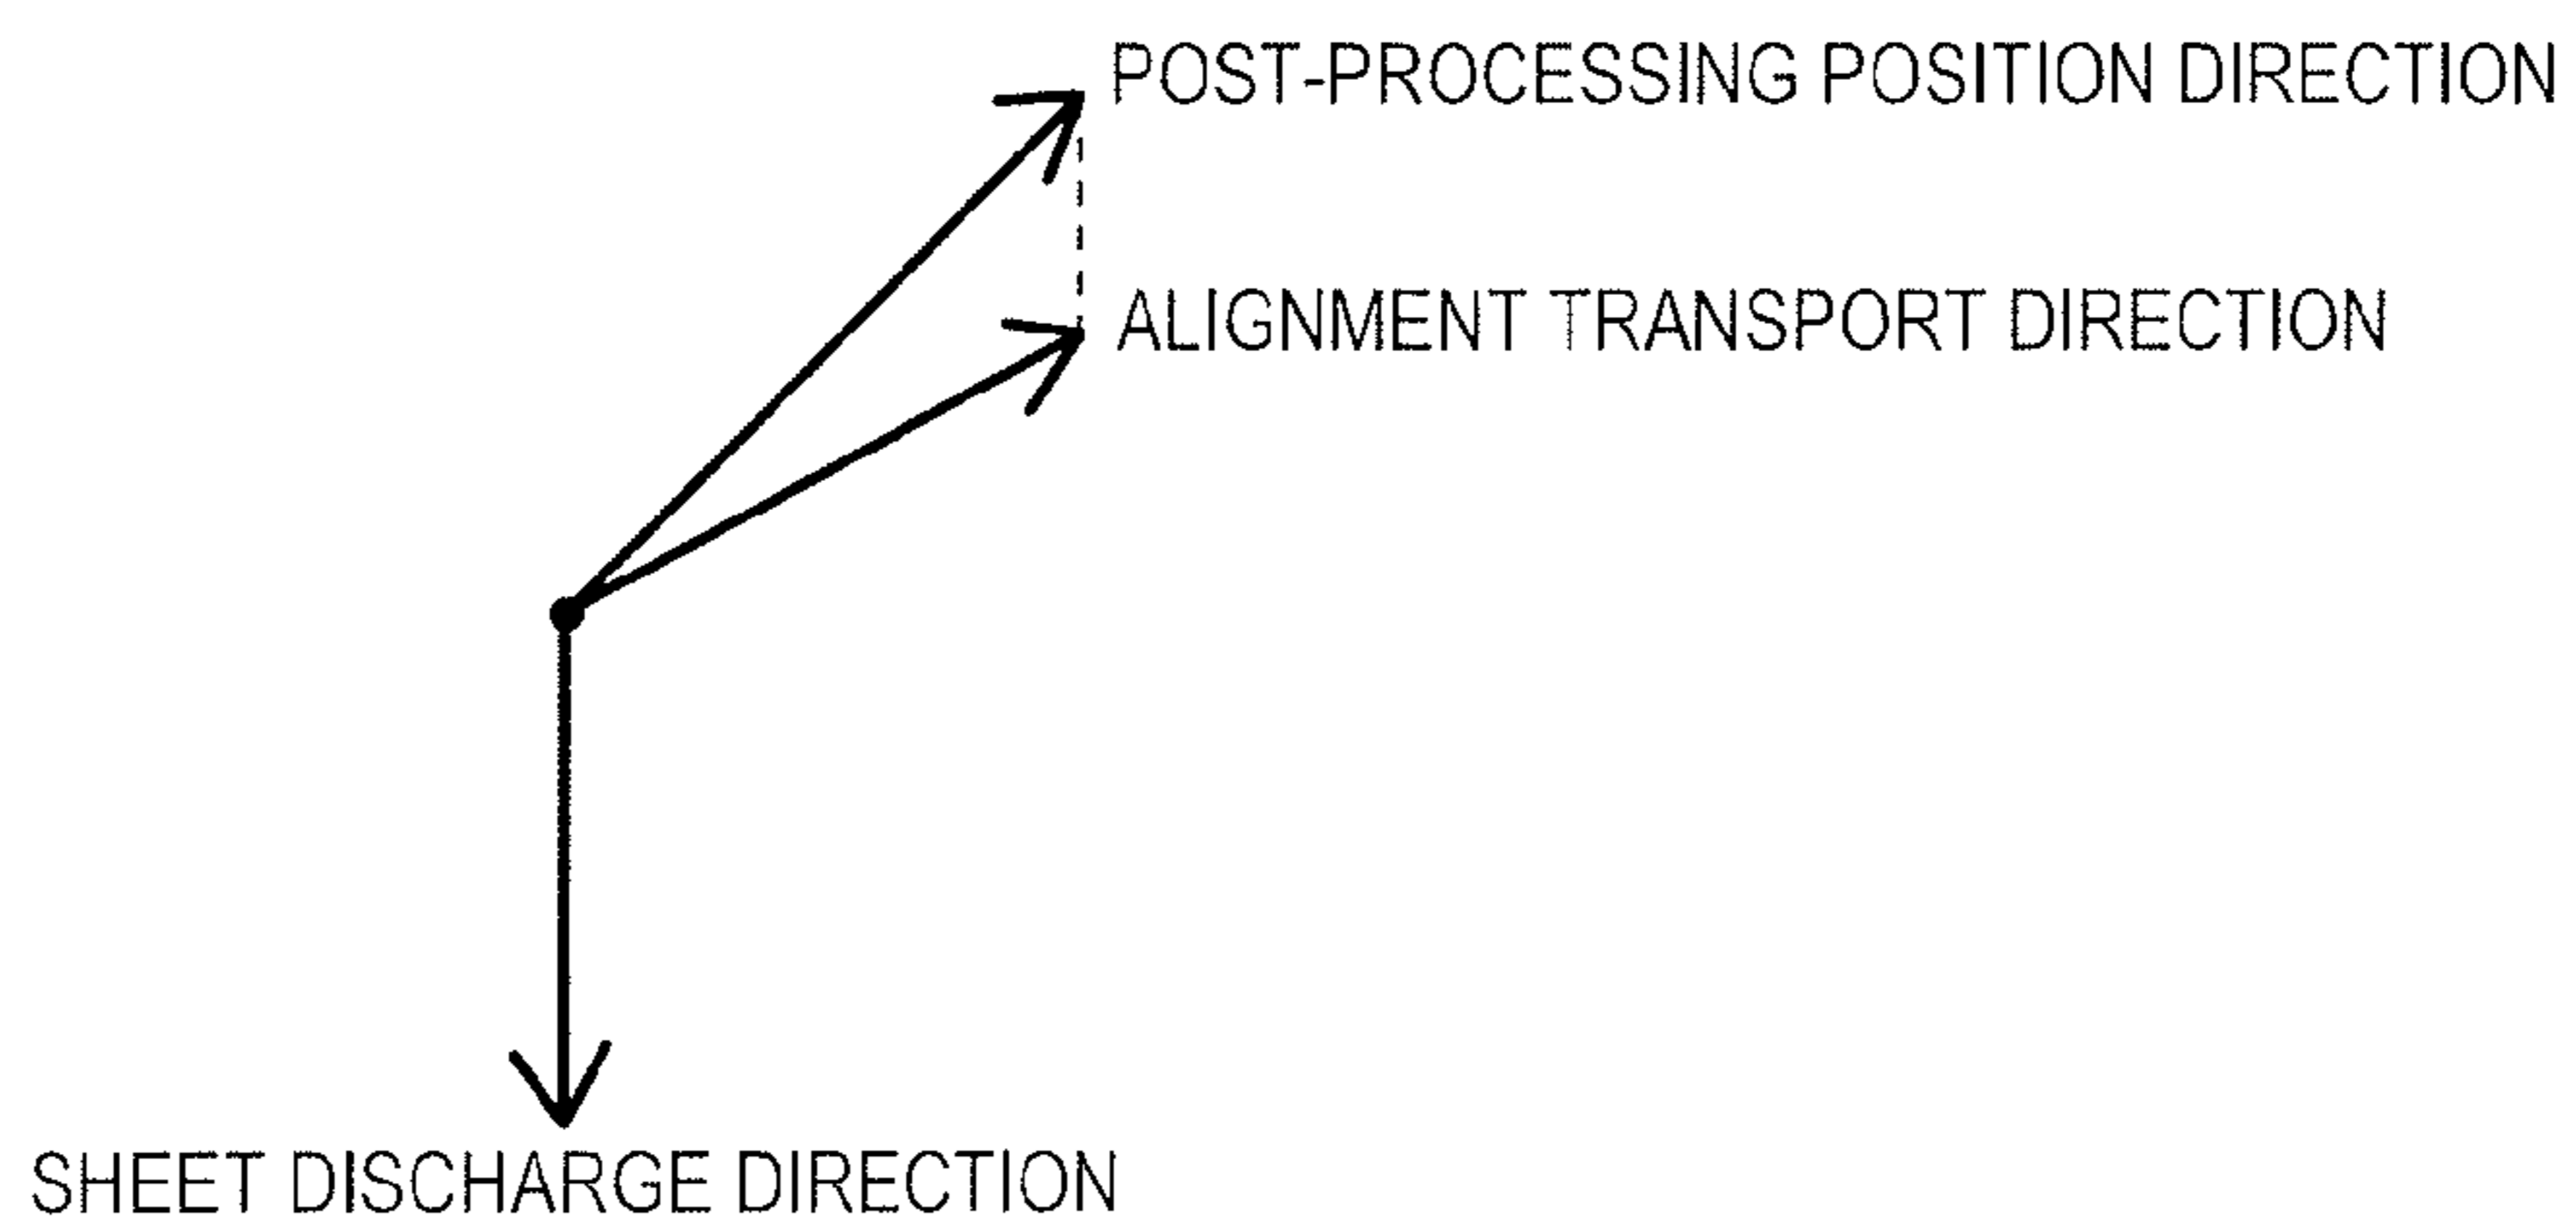 POST-PROCESSING POSITION DIRECTION
ALIGNMENT TRANSPORT DIRECTION
SHEET DISCHARGE DIRECTION